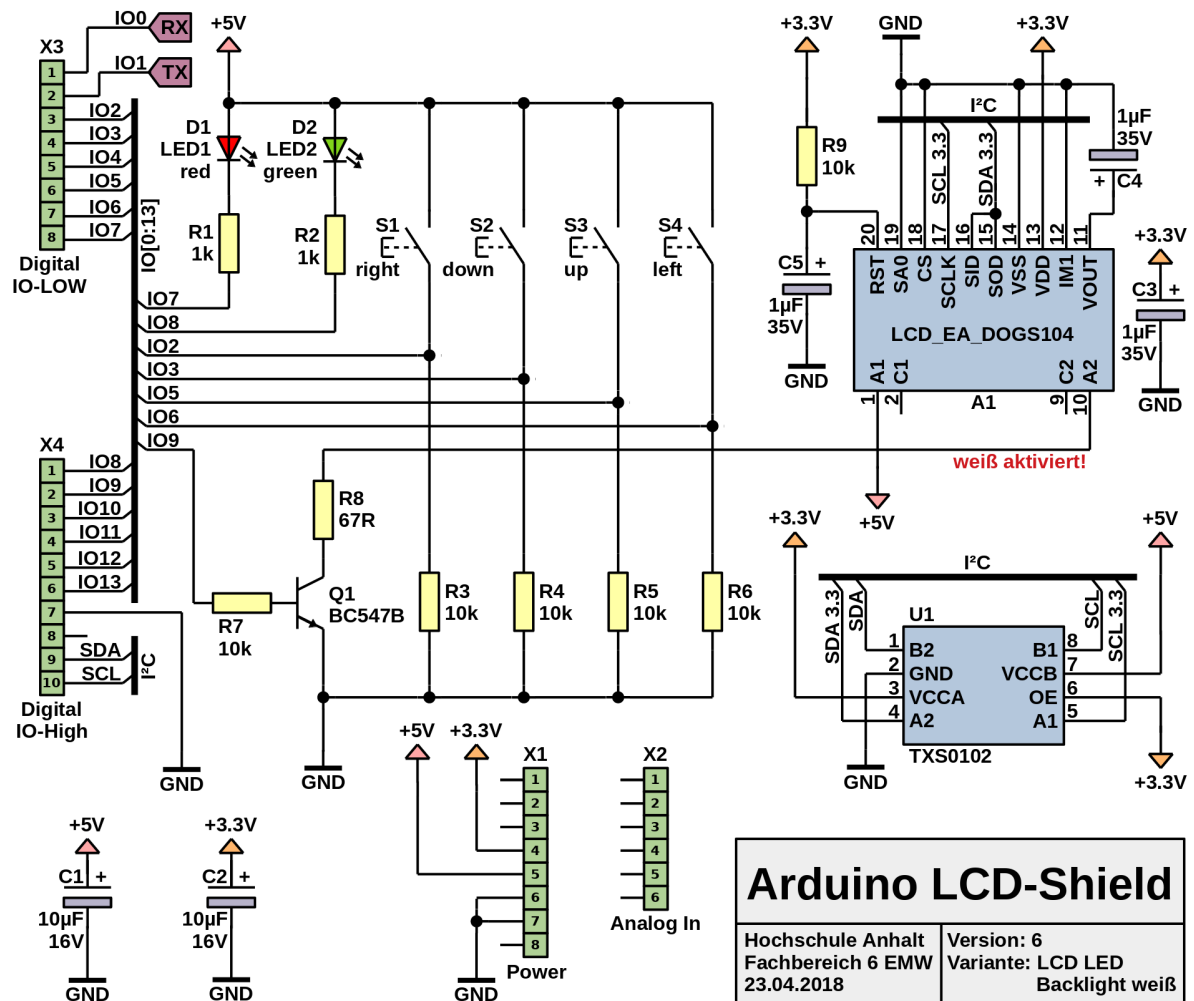 IO0
RX
+5V
+3.3V
GND
+3.3V
X3
IO1
TX
1
2
3
4
5
6
7
8
IO2
IO3
IO4
IO5
IO6
IO7
Digital
IO-LOW
IO[0:13]
D1
LED1
red
D2
LED2
green
R1
1k
R2
1k
S1
right
S2
down
S3
up
S4
left
IO7
IO8
IO2
IO3
IO5
IO6
IO9
R9
10k
I²C
SCL 3.3
SDA 3.3
1µF
35V
+
C4
20
19
18
17
16
15
14
13
12
11
RST
SA0
CS
SCLK
SID
SOD
VSS
VDD
IM1
VOUT
LCD_EA_DOGS104
A1
C1
C2
A2
1
2
9
10
A1
C5
+
1µF
35V
GND
+3.3V
C3
+
1µF
35V
GND
weiß aktiviert!
+5V
X4
1
2
3
4
5
6
7
8
9
10
IO8
IO9
IO10
IO11
IO12
IO13
SDA
SCL
I²C
Digital
IO-High
GND
R8
67R
R7
10k
Q1
BC547B
R3
10k
R4
10k
R5
10k
R6
10k
GND
+3.3V
+5V
I²C
SDA 3.3
SDA
SCL
SCL 3.3
U1
1
2
3
4
B2
GND
VCCA
A2
B1
VCCB
OE
A1
8
7
6
5
TXS0102
GND
+3.3V
+5V
+3.3V
X1
1
2
3
4
5
6
7
8
Power
GND
X2
1
2
3
4
5
6
Analog In
+5V
C1
+
10µF
16V
GND
+3.3V
C2
+
10µF
16V
GND
Arduino LCD-Shield
Hochschule Anhalt
Fachbereich 6 EMW
23.04.2018
Version: 6
Variante: LCD LED
Backlight weiß